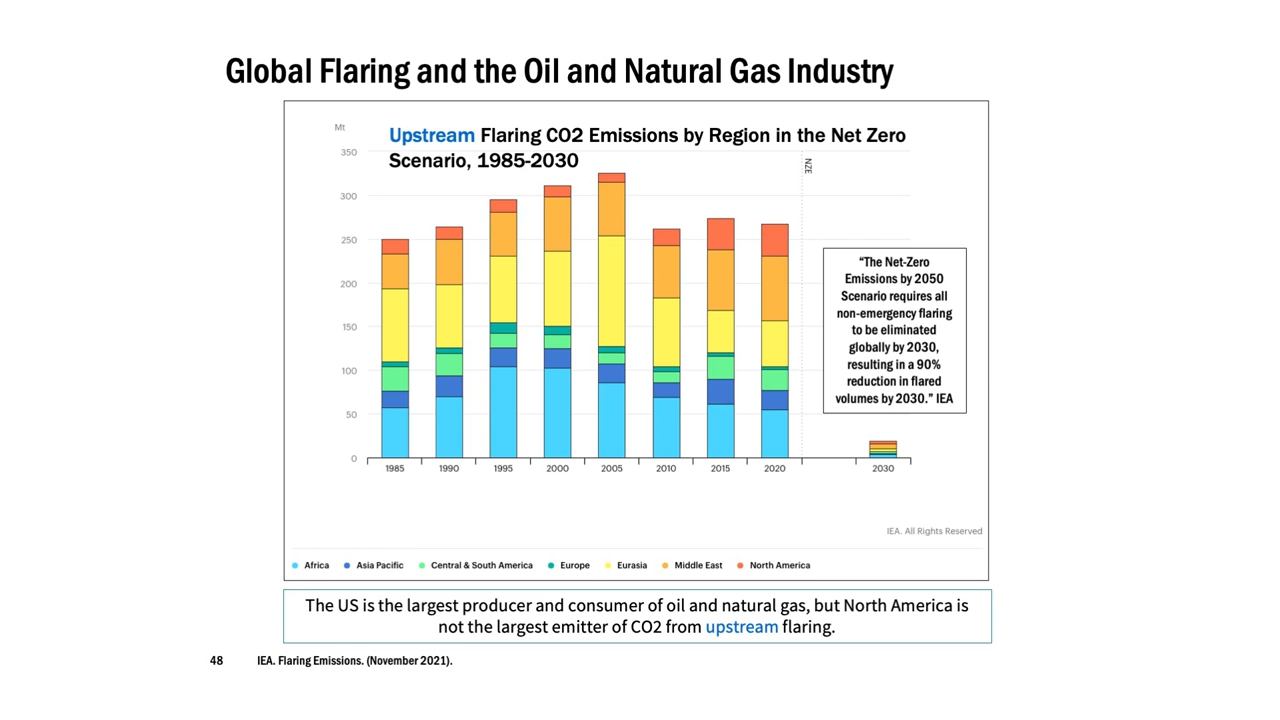 Global Flaring and the Oil and Natural Gas Industry
Mt
Upstream Flaring CO2 Emissions by Region in the Net Zero
Scenario, 1985-2030
350
300
250
200
150
100
50
0
NZE
1985 1990 1995 2000 2005 2010 2015 2020 2030
“The Net-Zero
Emissions by 2050
Scenario requires all
non-emergency flaring
to be eliminated
globally by 2030,
resulting in a 90%
reduction in flared
volumes by 2030.” IEA
IEA. All Rights Reserved
Africa Asia Pacific Central & South America Europe Eurasia Middle East North America
The US is the largest producer and consumer of oil and natural gas, but North America is
not the largest emitter of CO2 from upstream flaring.
48 IEA. Flaring Emissions. (November 2021).